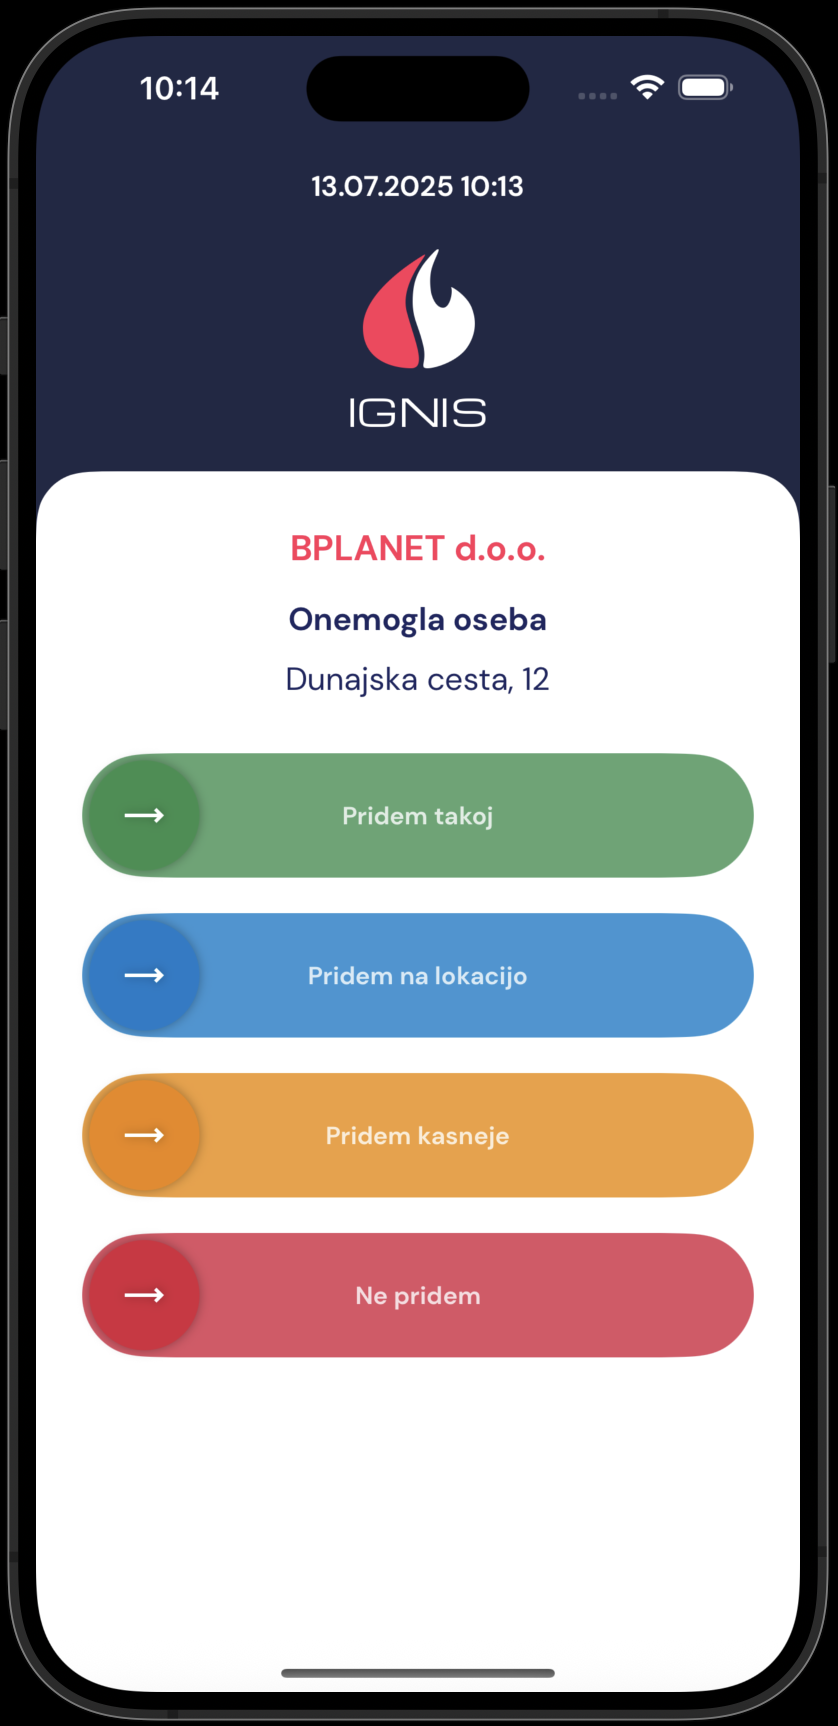 10:14
13.07.2025 10:13
IGNIS
BPLANET d.o.o.
Onemogla oseba
Dunajska cesta, 12
Pridem takoj
Pridem na lokacijo
Pridem kasneje
Ne pridem